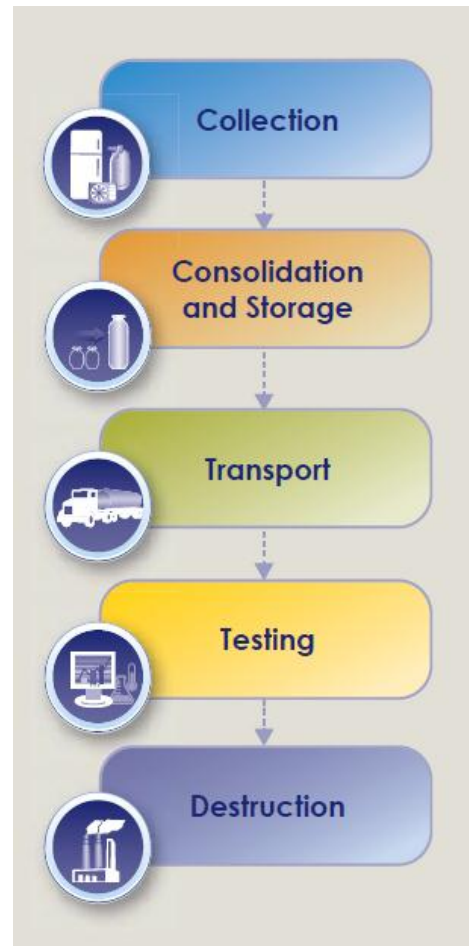 Collection
Consolidation
and Storage
Transport
Testing
Destruction